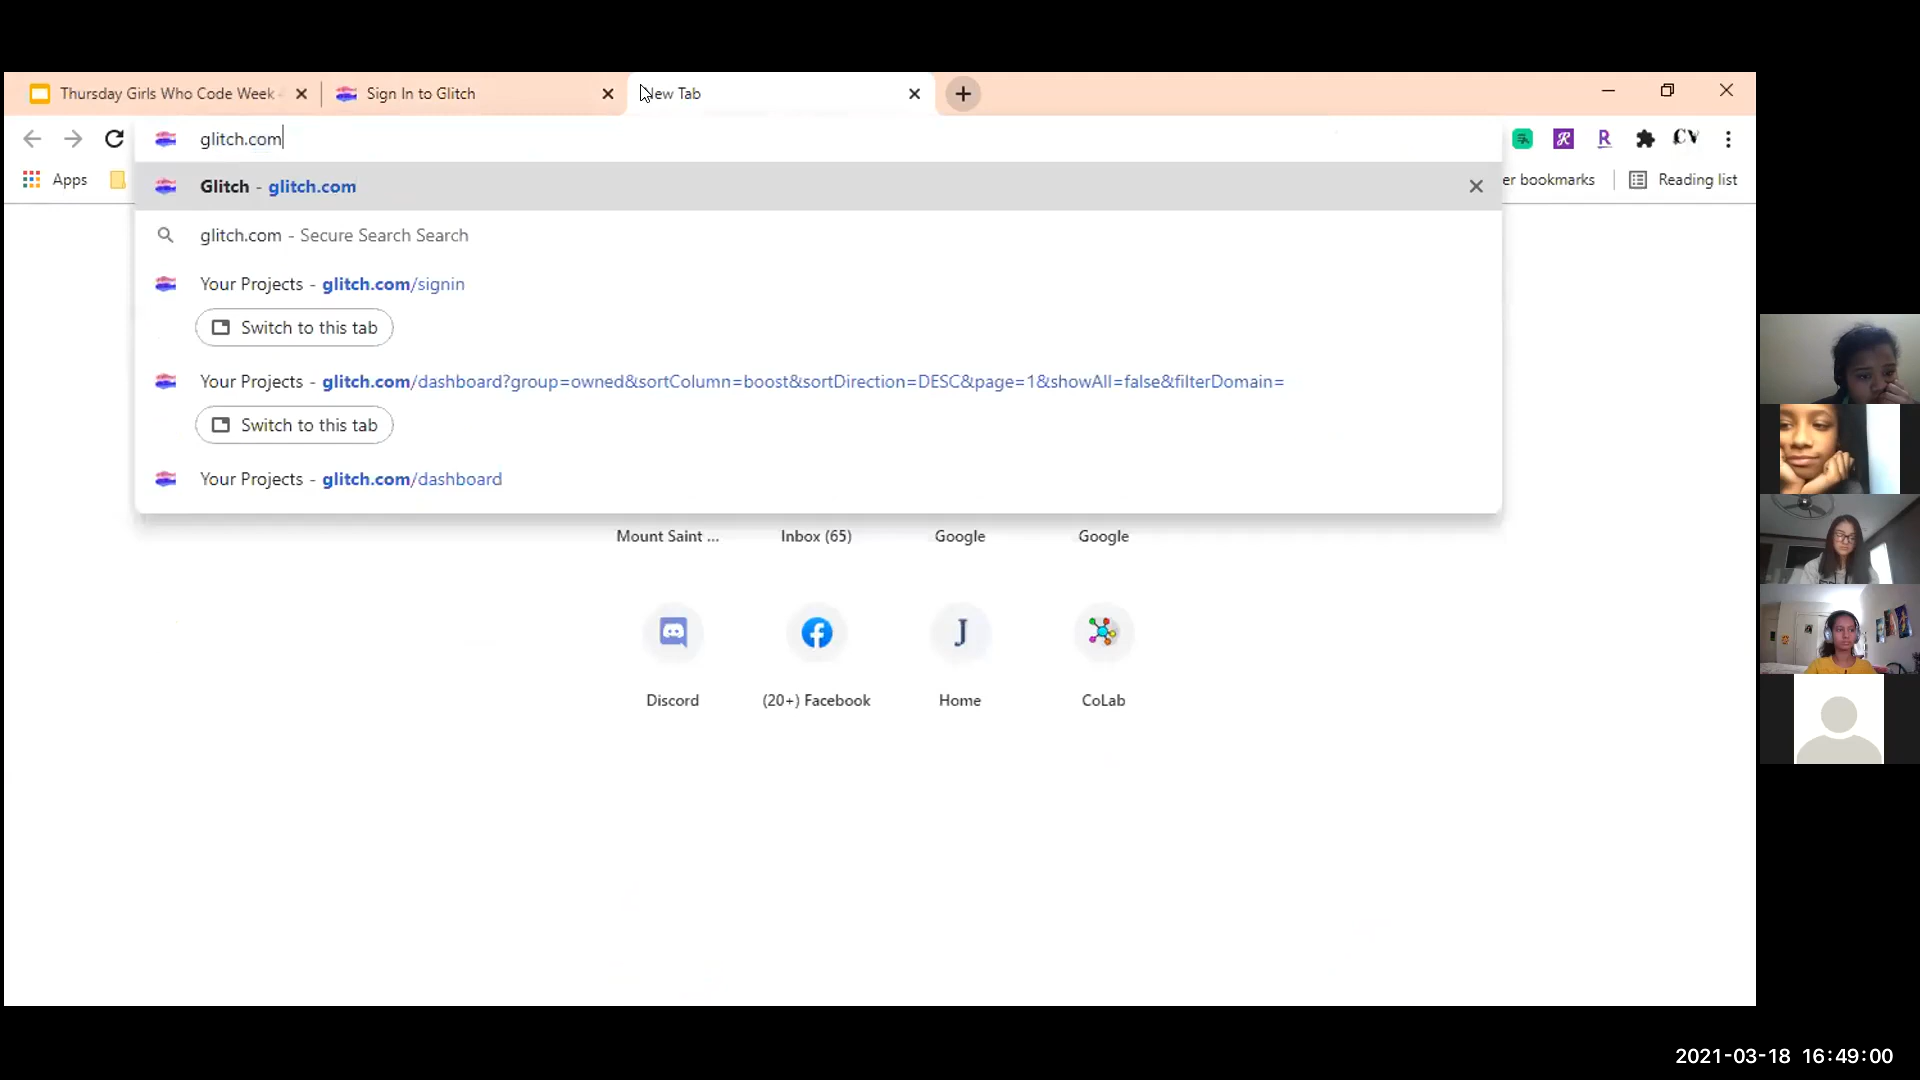 Thursday Girls Who Code Week
Sign In to Glitch
New Tab
glitch.com
Apps
er bookmarks
Reading list
Glitch - glitch.com
glitch.com - Secure Search Search
Your Projects - glitch.com/signin
Switch to this tab
Your Projects - glitch.com/dashboard?group=owned&sortColumn=boost&sortDirection=DESC&page=1&showAll=false&filterDomain=
Switch to this tab
Your Projects - glitch.com/dashboard
Mount Saint ...
Inbox (65)
Google
Google
J
Discord
(20+) Facebook
Home
CoLab
2021-03-18 16:49:00